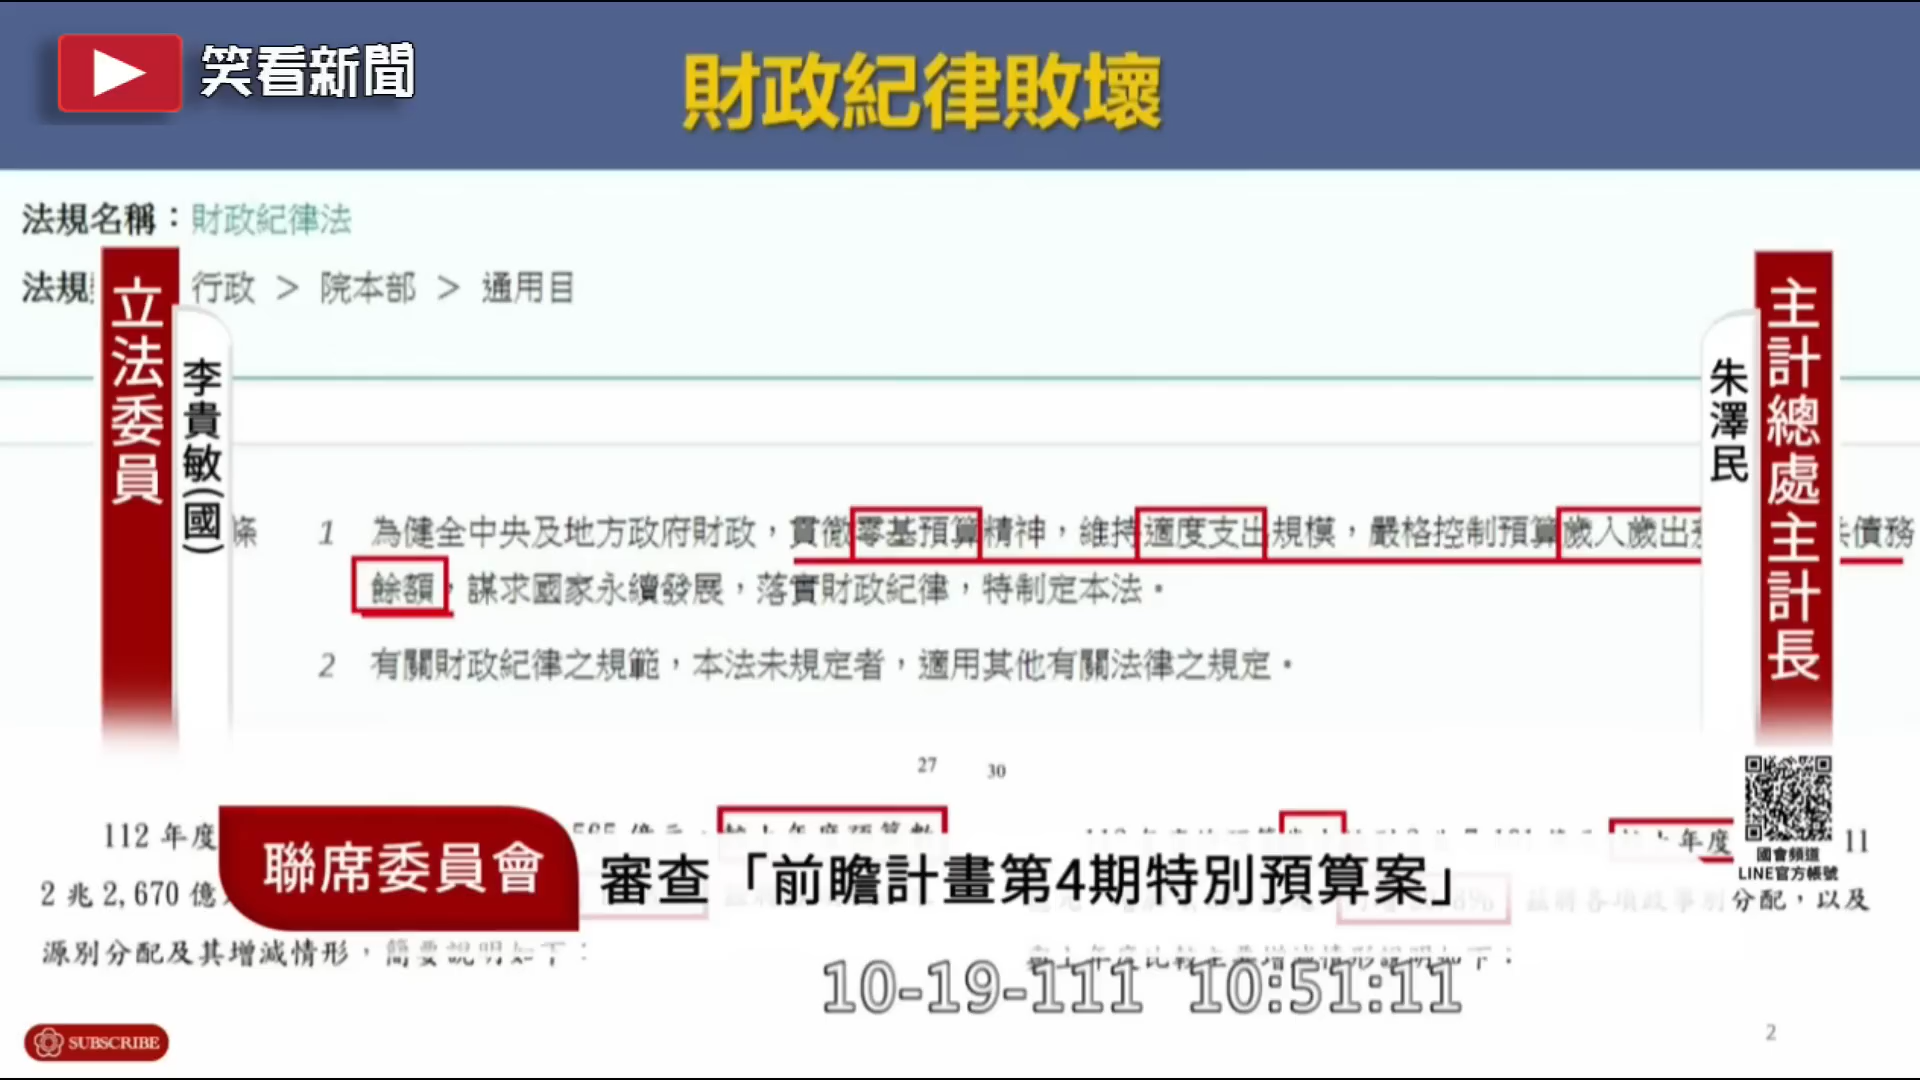 笑看新聞
財政紀律敗壞
法規名稱：財政紀律法
法規 行政 > 院本部 > 通用目
立法委員
李貴敏(國)
主計總處主計長
朱澤民
條 1 為健全中央及地方政府財政，貫徹零基預算精神，維持適度支出規模，嚴格控制預算歲入歲出 債務
餘額，謀求國家永續發展，落實財政紀律，特制定本法。
2 有關財政紀律之規範，本法未規定者，適用其他有關法律之規定。
27 30
112 年度
2 兆 2,670 億
源別分配及其增減情形，簡要說明如下：
年度 11
分配，以及
國會頻道
LINE官方帳號
聯席委員會
審查「前瞻計畫第4期特別預算案」
10-19-111 10:51:11
SUBSCRIBE
2